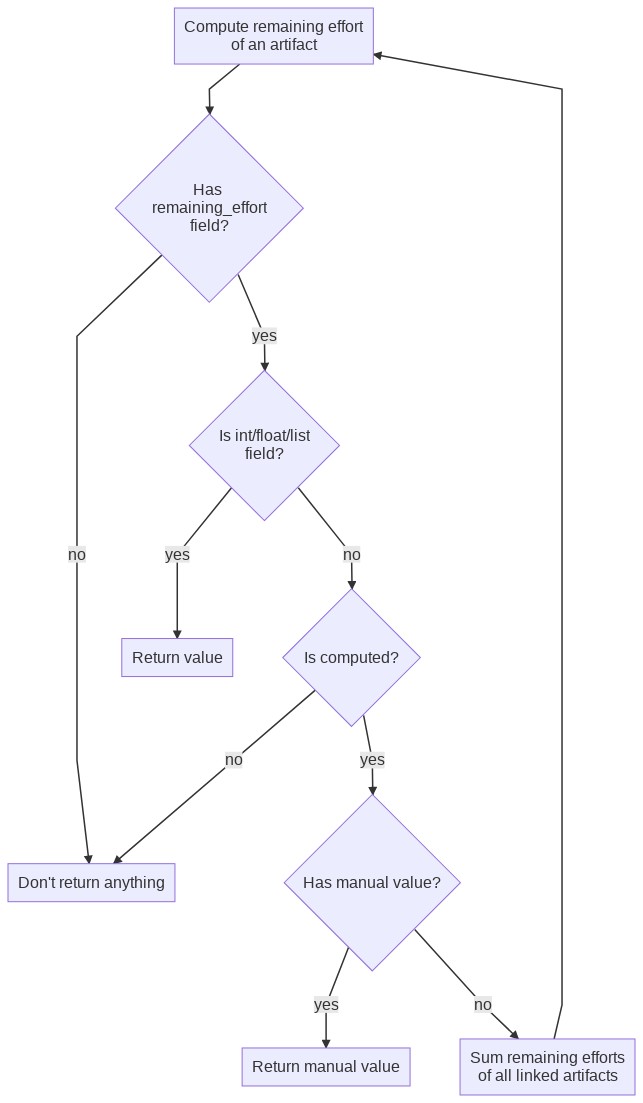 Compute remaining effort
of an artifact
Has
remaining_effort
field?
yes
Is int/float/list
field?
no
yes
no
Return value
Is computed?
no
yes
Don't return anything
Has manual value?
yes
no
Return manual value
Sum remaining efforts
of all linked artifacts